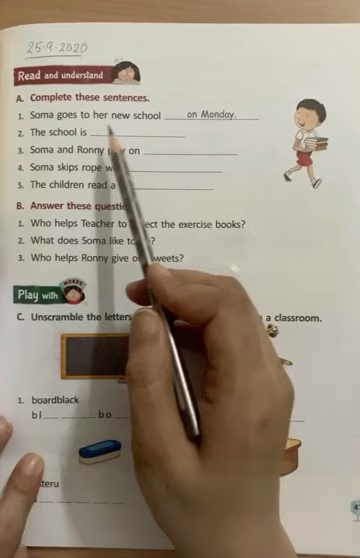 25-9-2020
Read and understand
A. Complete these sentences.
1. Soma goes to her new school on Monday.
2. The school is
3. Soma and Ronny on
4. Soma skips rope
5. The children read a
B. Answer these
1. Who helps Teacher to ect the exercise books?
2. What does Soma like to ?
3. Who helps Ronny give sweets?
WORDS
Play with
C. Unscramble the letters a classroom.
1. boardblack
b l b o
teru